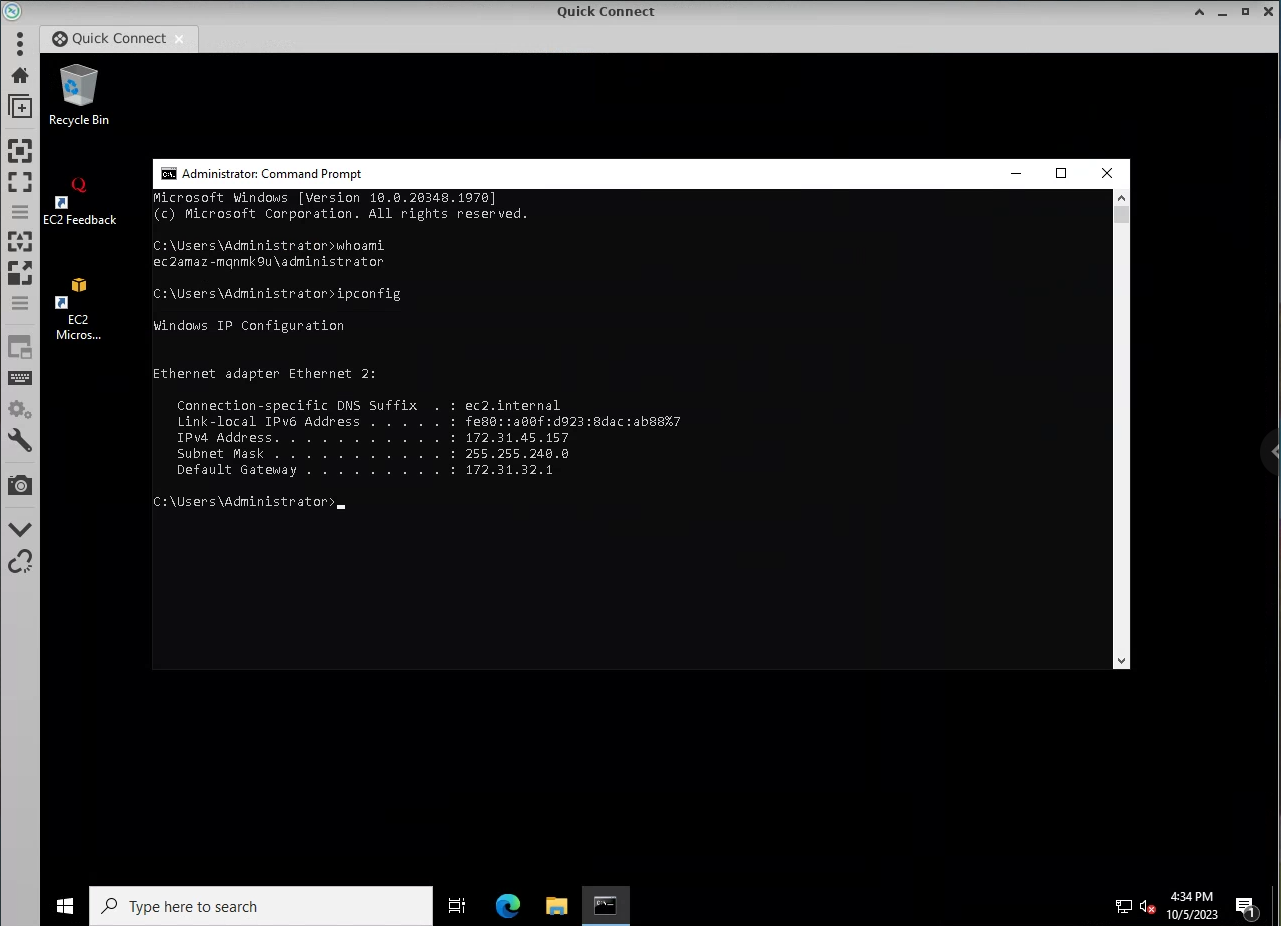 Quick Connect
Quick Connect
Recycle Bin
EC2 Feedback
EC2
Micros...
Administrator: Command Prompt
Microsoft Windows [Version 10.0.20348.1970]
(c) Microsoft Corporation. All rights reserved.
C:\Users\Administrator>whoami
ec2amaz-mqnmk9u\administrator
C:\Users\Administrator>ipconfig
Windows IP Configuration
Ethernet adapter Ethernet 2:
Connection-specific DNS Suffix  . : ec2.internal
Link-local IPv6 Address . . . . . : fe80::a00f:d923:8dac:ab88%7
IPv4 Address. . . . . . . . . . . : 172.31.45.157
Subnet Mask . . . . . . . . . . . : 255.255.240.0
Default Gateway . . . . . . . . . : 172.31.32.1
C:\Users\Administrator>
Type here to search
4:34 PM
10/5/2023
1